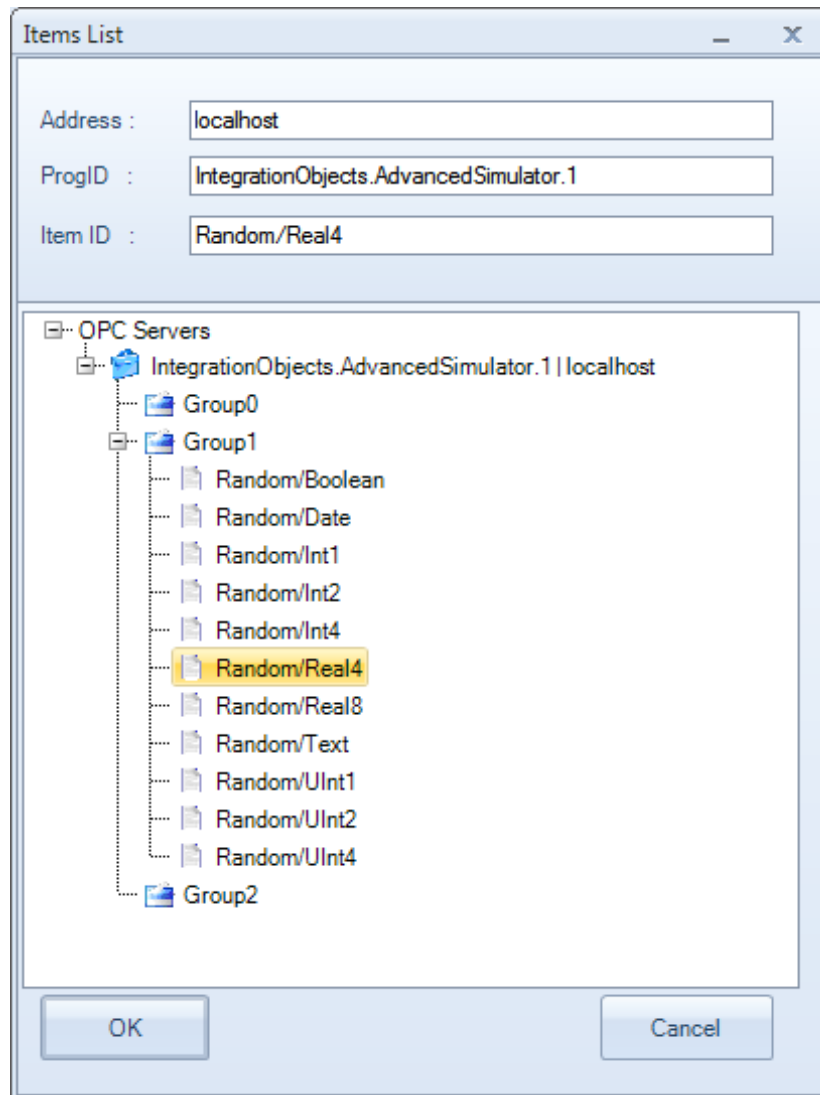 Items List
Address : localhost
ProgID : IntegrationObjects.AdvancedSimulator.1
Item ID : Random/Real4
OPC Servers
IntegrationObjects.AdvancedSimulator.1 | localhost
Group0
Group1
Random/Boolean
Random/Date
Random/Int1
Random/Int2
Random/Int4
Random/Real4
Random/Real8
Random/Text
Random/UInt1
Random/UInt2
Random/UInt4
Group2
OK Cancel